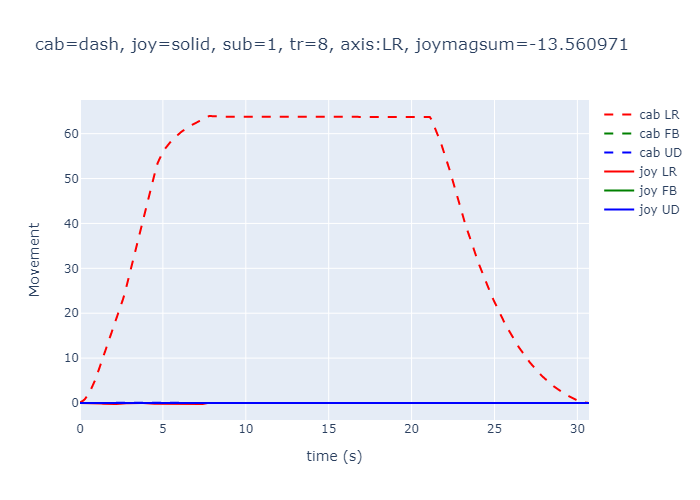 cab=dash, joy=solid, sub=1, tr=8, axis:LR, joymagsum=-13.560971
cab LR
cab FB
cab UD
joy LR
joy FB
joy UD
Movement
60
50
40
30
20
10
0
0 5 10 15 20 25 30
time (s)